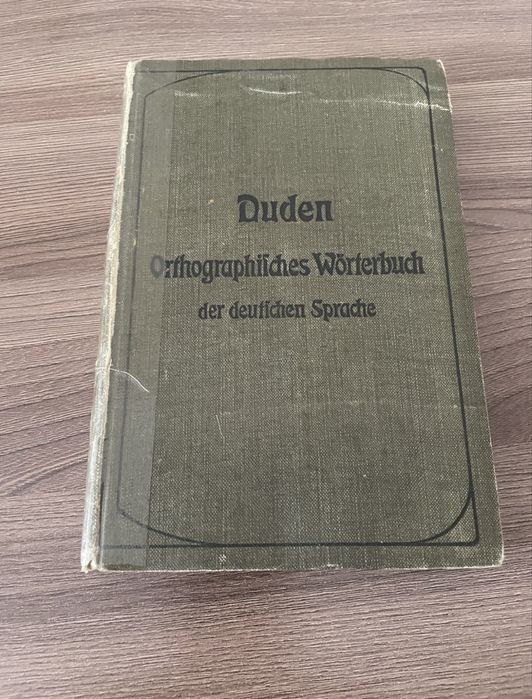 Duden
Orthographiſches Wörterbuch
der deutſchen Sprache